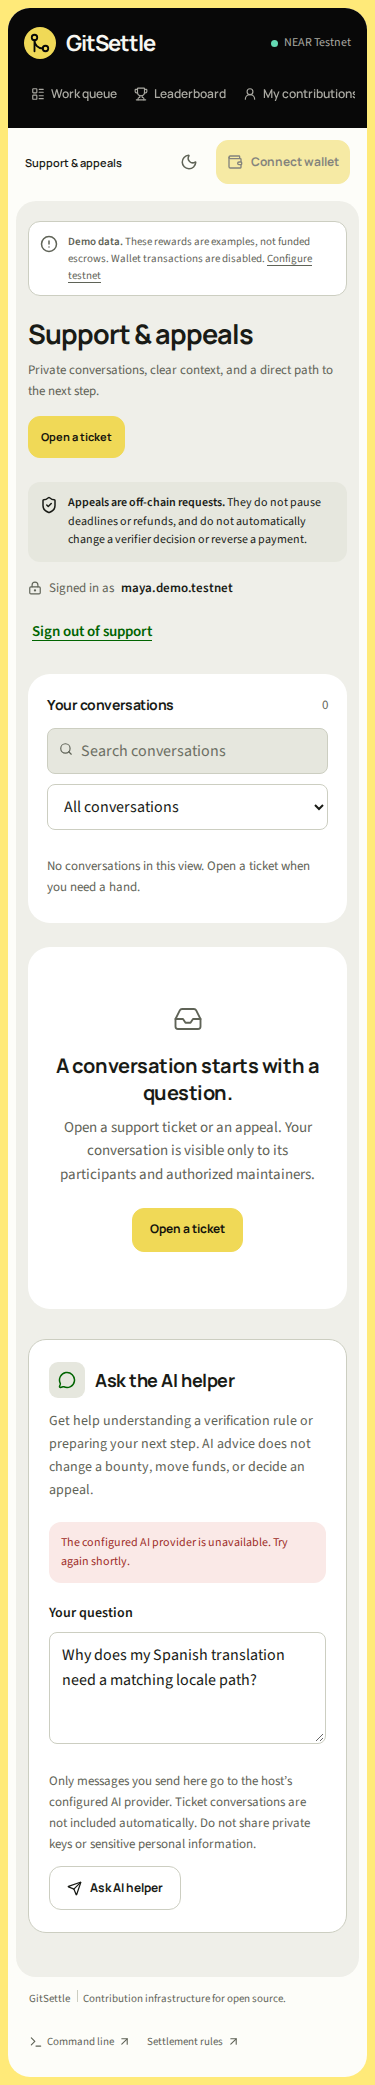 GitSettle
NEAR Testnet
Work queue
Leaderboard
My contributions
Support & appeals
Connect wallet
Demo data. These rewards are examples, not funded
escrows. Wallet transactions are disabled. Configure
testnet
Support & appeals
Private conversations, clear context, and a direct path to
the next step.
Open a ticket
Appeals are off-chain requests. They do not pause
deadlines or refunds, and do not automatically
change a verifier decision or reverse a payment.
Signed in as maya.demo.testnet
Sign out of support
Your conversations 0
Search conversations
All conversations
No conversations in this view. Open a ticket when
you need a hand.
A conversation starts with a
question.
Open a support ticket or an appeal. Your
conversation is visible only to its
participants and authorized maintainers.
Open a ticket
Ask the AI helper
Get help understanding a verification rule or
preparing your next step. AI advice does not
change a bounty, move funds, or decide an
appeal.
The configured AI provider is unavailable. Try
again shortly.
Your question
Why does my Spanish translation
need a matching locale path?
Only messages you send here go to the host's
configured AI provider. Ticket conversations are
not included automatically. Do not share private
keys or sensitive personal information.
Ask AI helper
GitSettle
Contribution infrastructure for open source.
Command line
Settlement rules